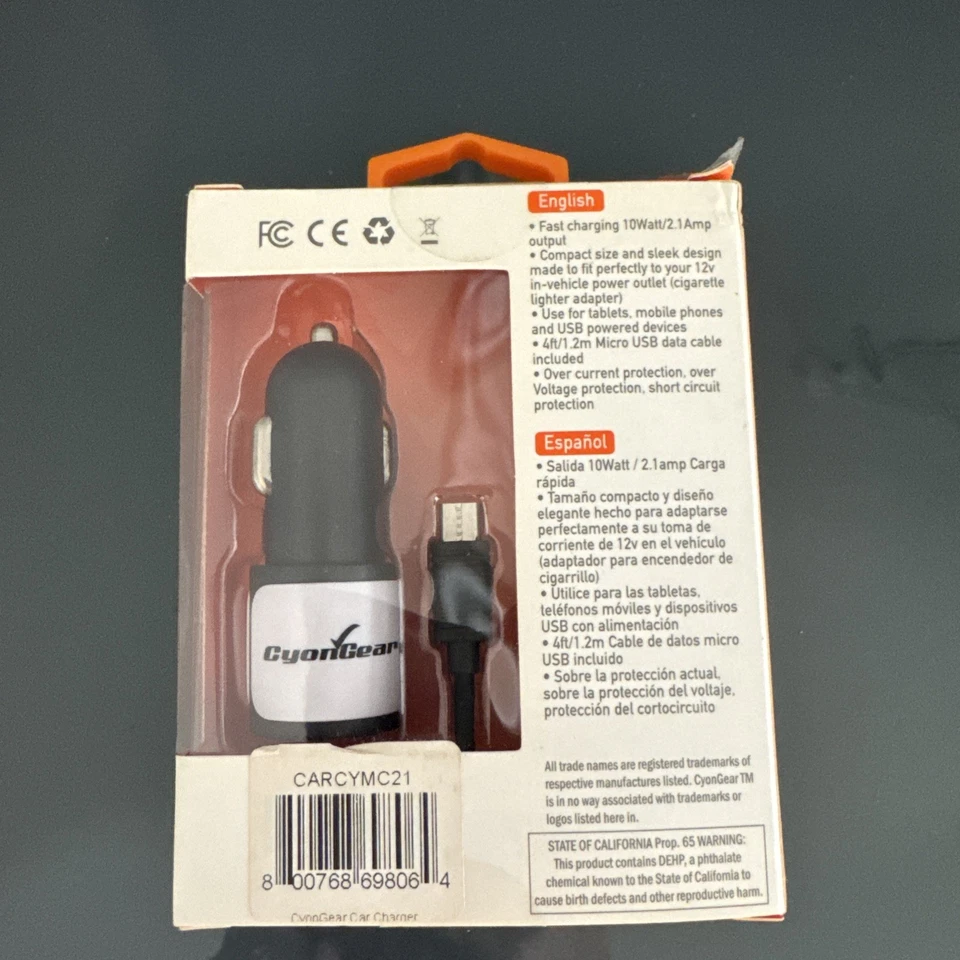 FC CE
English
• Fast charging 10Watt/2.1Amp
output
• Compact size and sleek design
made to fit perfectly to your 12v
in-vehicle power outlet (cigarette
lighter adapter)
• Use for tablets, mobile phones
and USB powered devices
• 4ft/1.2m Micro USB data cable
included
• Over current protection, over
Voltage protection, short circuit
protection
Español
• Salida 10Watt / 2.1amp Carga
rápida
• Tamaño compacto y diseño
elegante hecho para adaptarse
perfectamente a su toma de
corriente de 12v en el vehículo
(adaptador para encendedor de
cigarrillo)
• Utilice para las tabletas,
teléfonos móviles y dispositivos
USB con alimentación
• 4ft/1.2m Cable de datos micro
USB incluido
• Sobre la protección actual,
sobre la protección del voltaje,
protección del cortocircuito
CyonGear
All trade names are registered trademarks of
respective manufactures listed. CyonGear TM
is in no way associated with trademarks or
logos listed here in.
STATE OF CALIFORNIA Prop. 65 WARNING:
This product contains DEHP, a phthalate
chemical known to the State of California to
cause birth defects and other reproductive harm.
CARCYMC21
8 00768 69806 4
CyonGear Car Charger